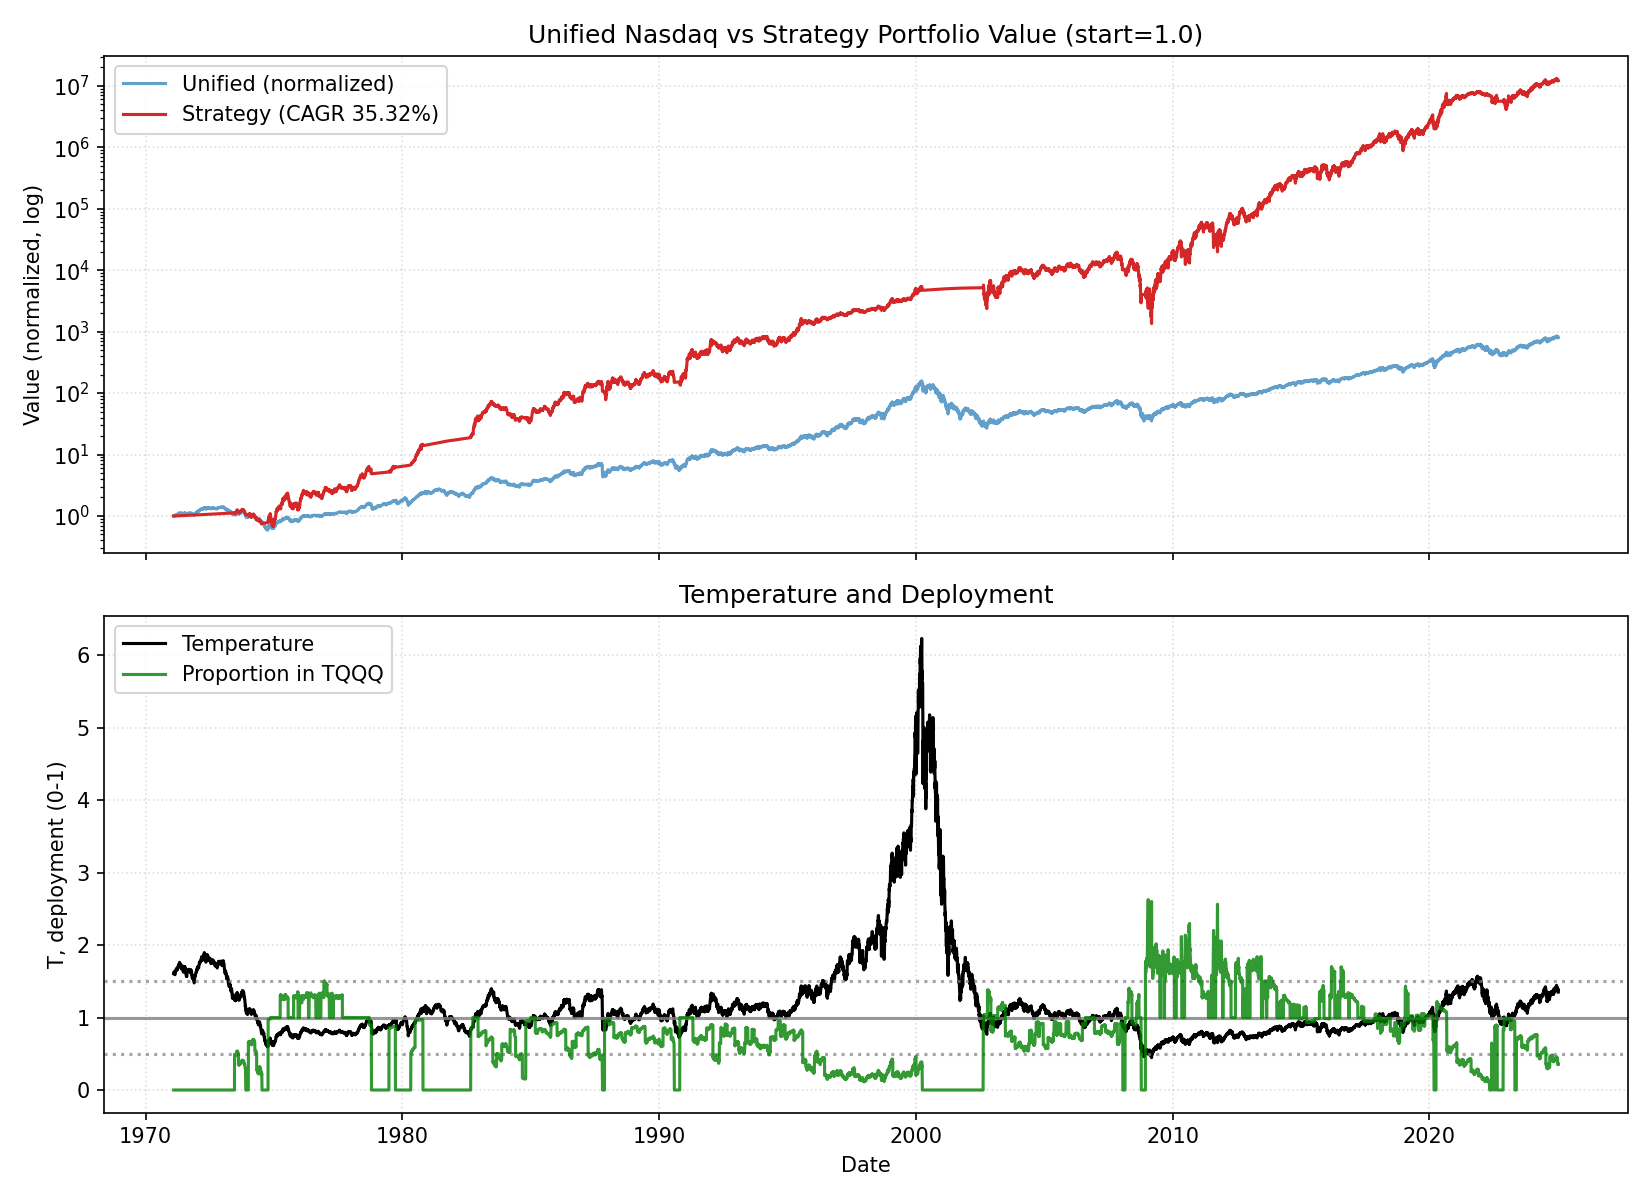 Unified Nasdaq vs Strategy Portfolio Value (start=1.0)
Unified (normalized)
Strategy (CAGR 35.32%)
Value (normalized, log)
10^7
10^6
10^5
10^4
10^3
10^2
10^1
10^0
Temperature and Deployment
Temperature
Proportion in TQQQ
T, deployment (0-1)
6
5
4
3
2
1
0
1970 1980 1990 2000 2010 2020
Date